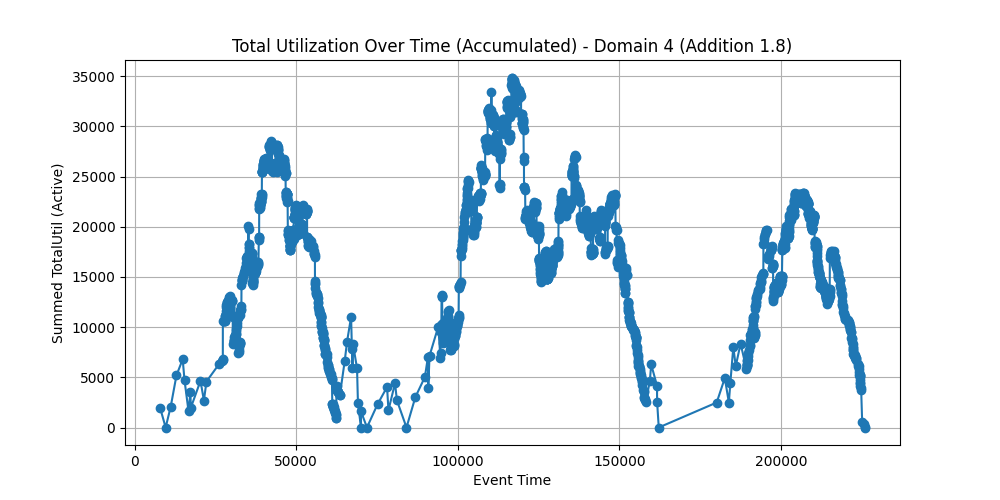 Total Utilization Over Time (Accumulated) - Domain 4 (Addition 1.8)
Summed TotalUtil (Active)
35000
30000
25000
20000
15000
10000
5000
0
0 50000 100000 150000 200000
Event Time